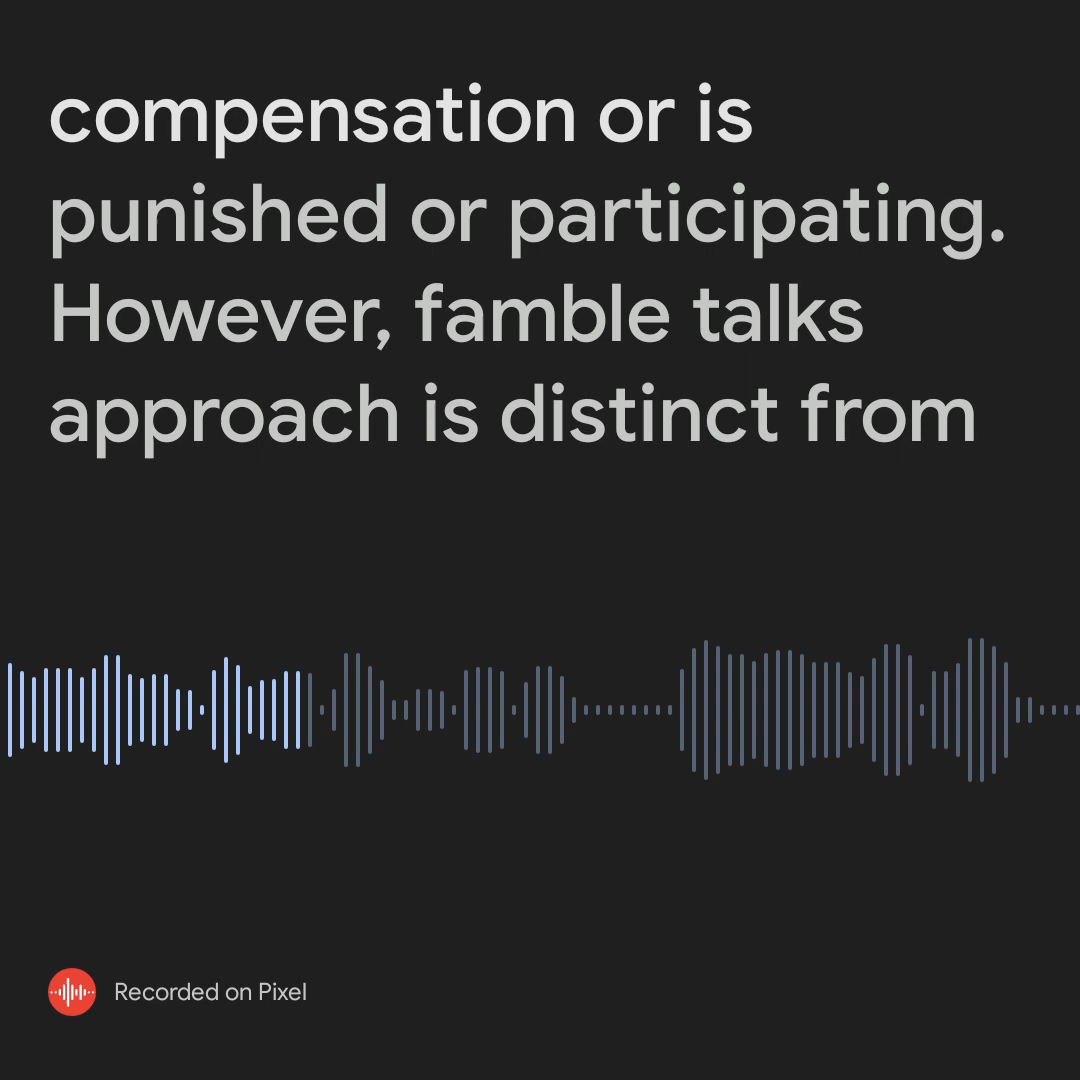 compensation or is
punished or participating.
However, famble talks
approach is distinct from
Recorded on Pixel